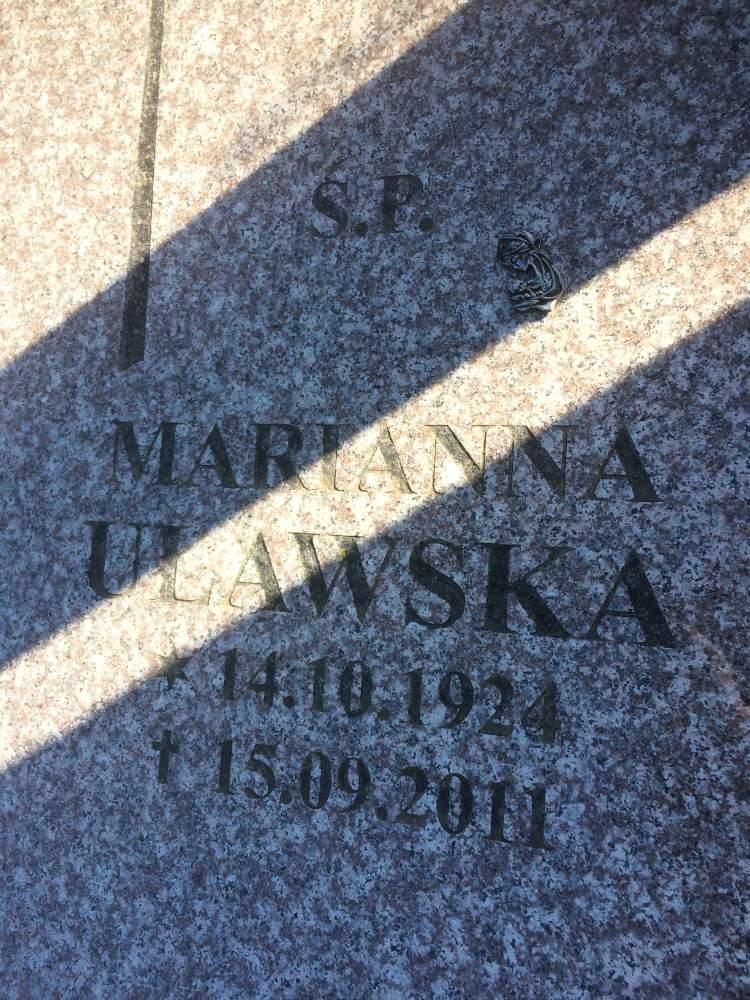 Ś.P.
MARIANNA
ULAWSKA
★ 14.10.1924
† 15.09.2011